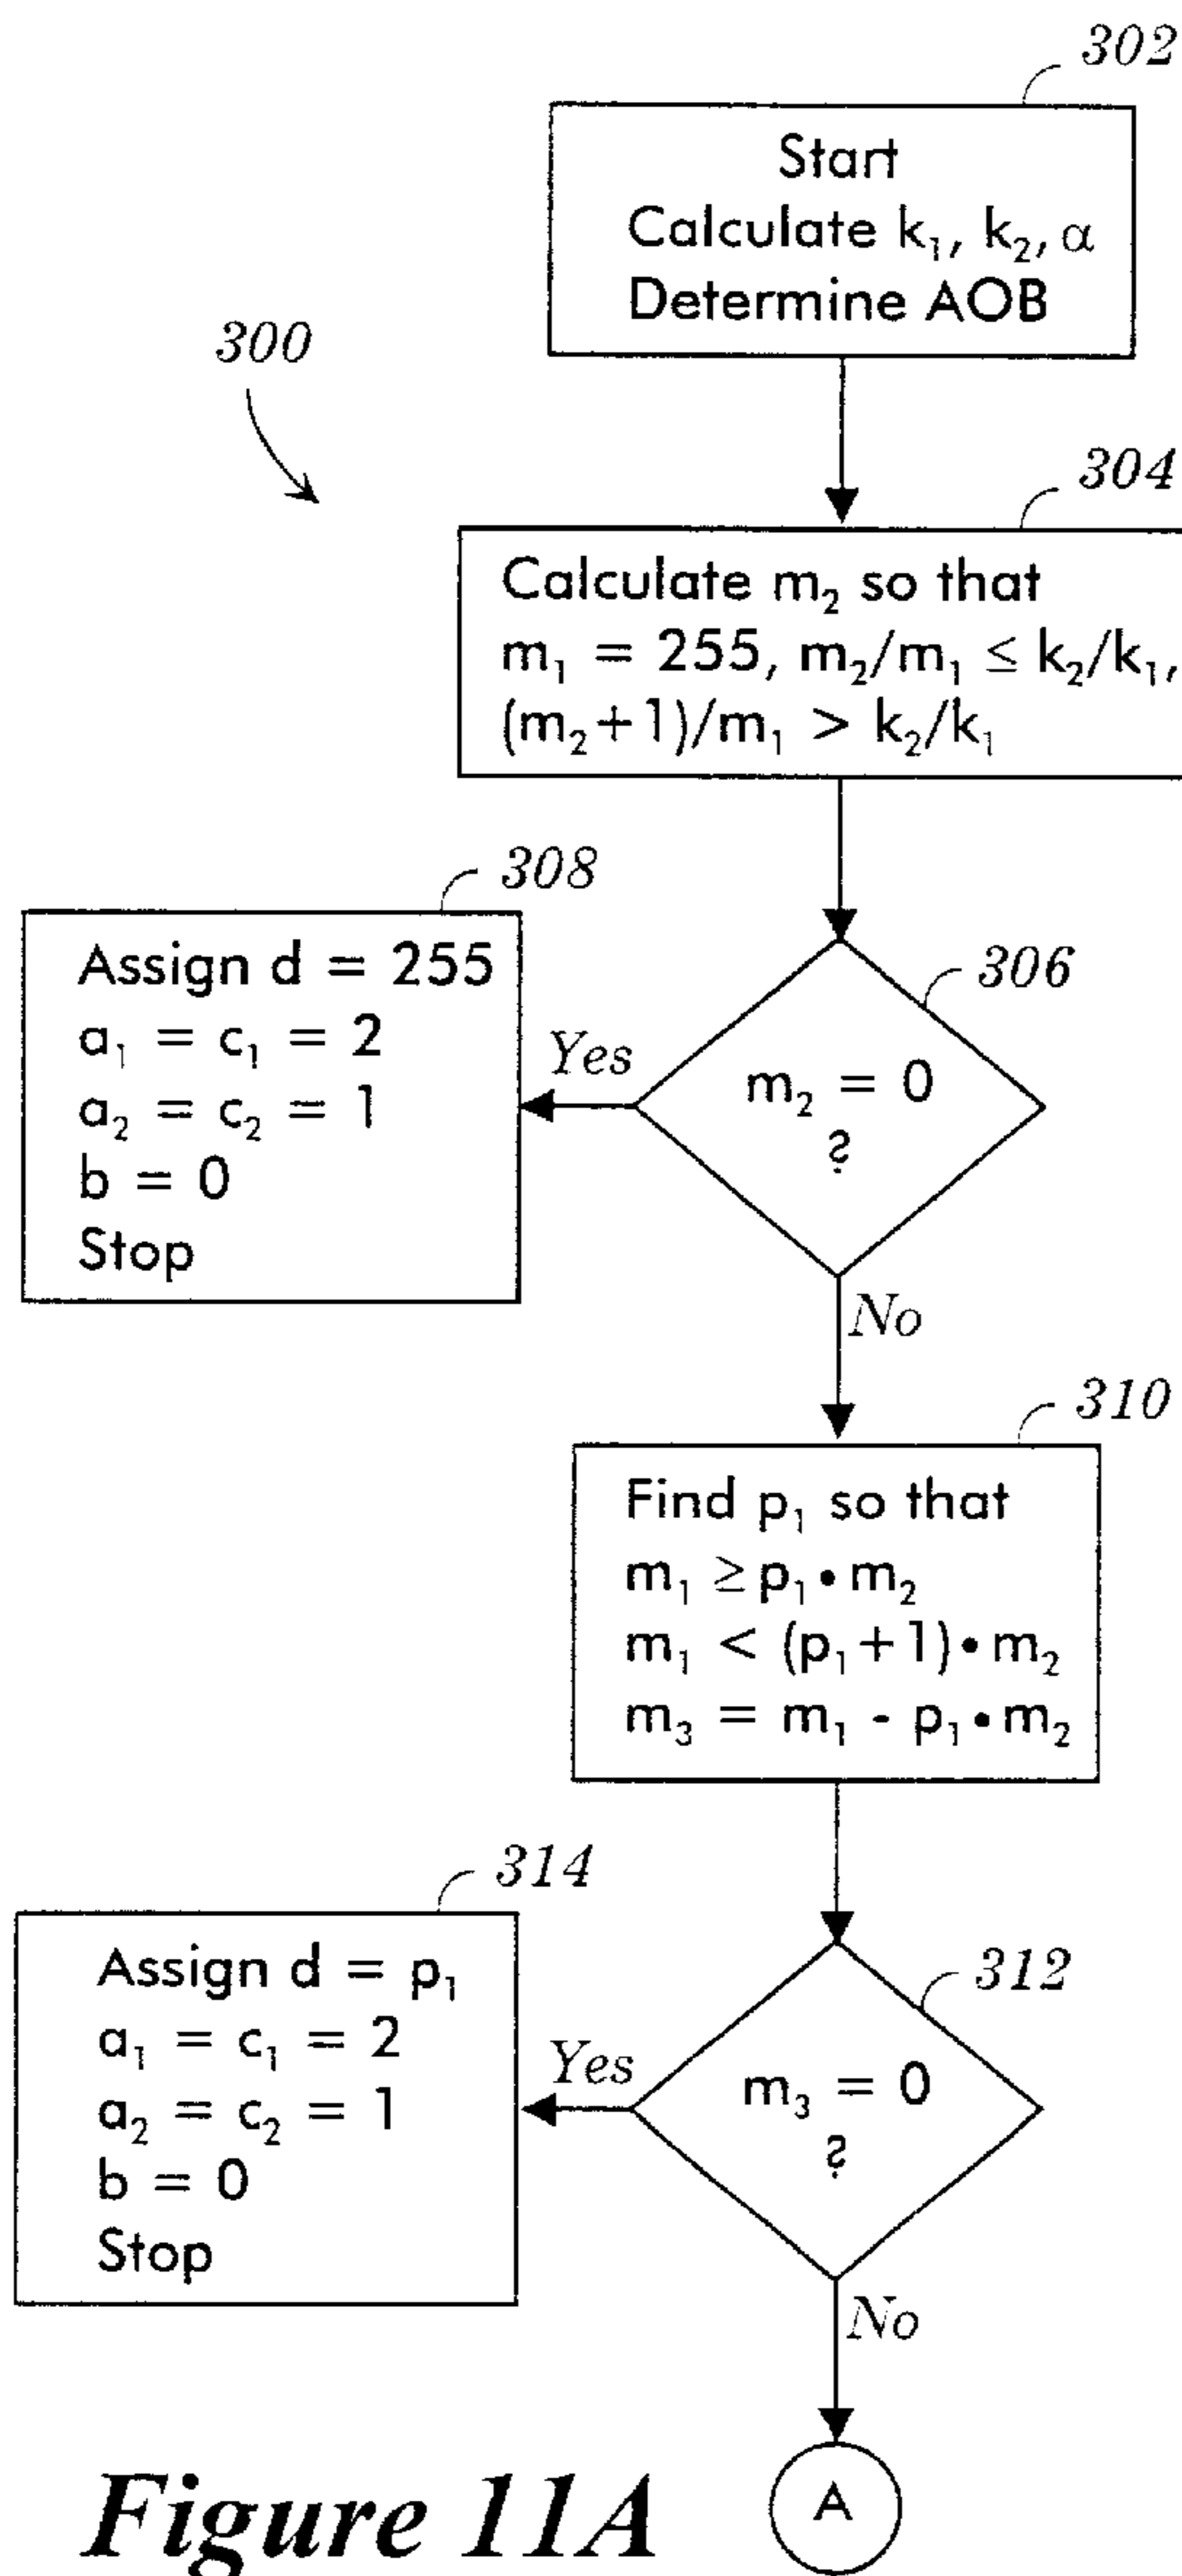 302
Start
Calculate k₁, k₂, α
Determine AOB
300
304
Calculate m₂ so that
m₁ = 255, m₂/m₁ ≤ k₂/k₁,
(m₂+1)/m₁ > k₂/k₁
308
Assign d = 255
a₁ = c₁ = 2
a₂ = c₂ = 1
b = 0
Stop
306
Yes
m₂ = 0
?
No
310
Find p₁ so that
m₁ ≥ p₁•m₂
m₁ < (p₁+1)•m₂
m₃ = m₁ - p₁•m₂
314
Assign d = p₁
a₁ = c₁ = 2
a₂ = c₂ = 1
b = 0
Stop
312
Yes
m₃ = 0
?
No
A
Figure 11A